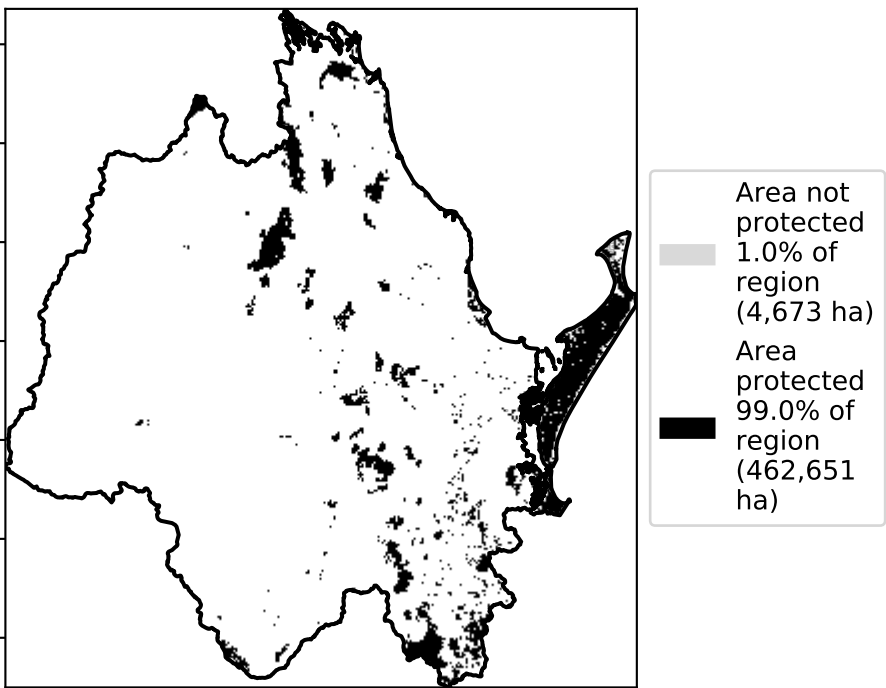 Area not
protected
1.0% of
region
(4,673 ha)
Area
protected
99.0% of
region
(462,651
ha)